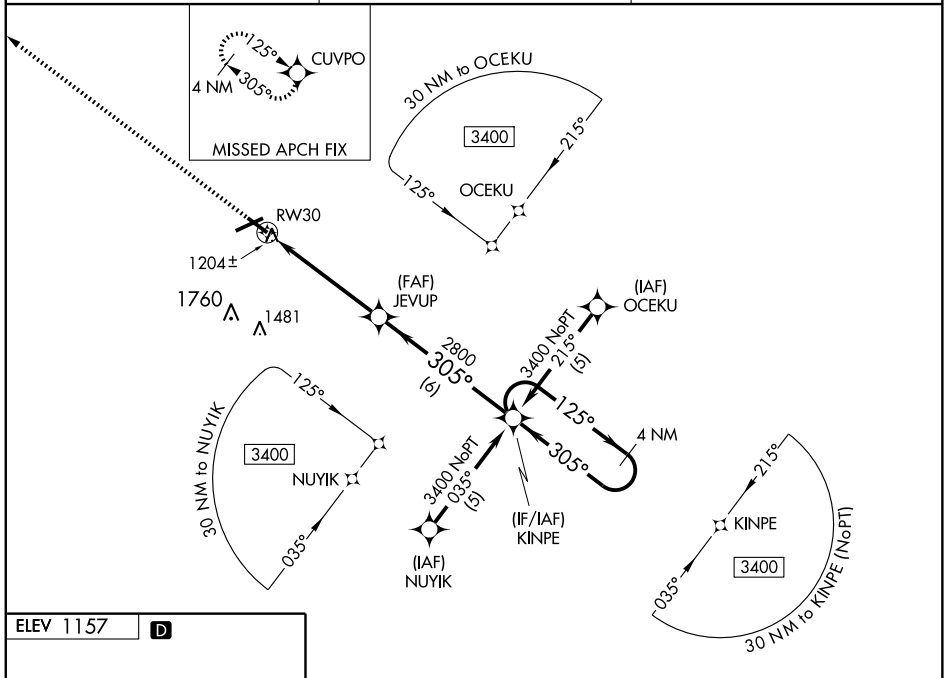 125°
CUVPO
4 NM
305°
MISSED APCH FIX
30 NM to OCEKU
3400
215°
125°
OCEKU
RW30
1204±
1760
1481
(FAF)
JEVUP
(IAF)
OCEKU
3400 NoPT
215°
(5)
2800
305°
(6)
125°
305°
4 NM
30 NM to NUYIK
125°
3400
NUYIK
035°
3400 NoPT
035°
(5)
(IAF)
NUYIK
(IF/IAF)
KINPE
215°
KINPE
3400
035°
30 NM to KINPE (NoPT)
ELEV 1157
D